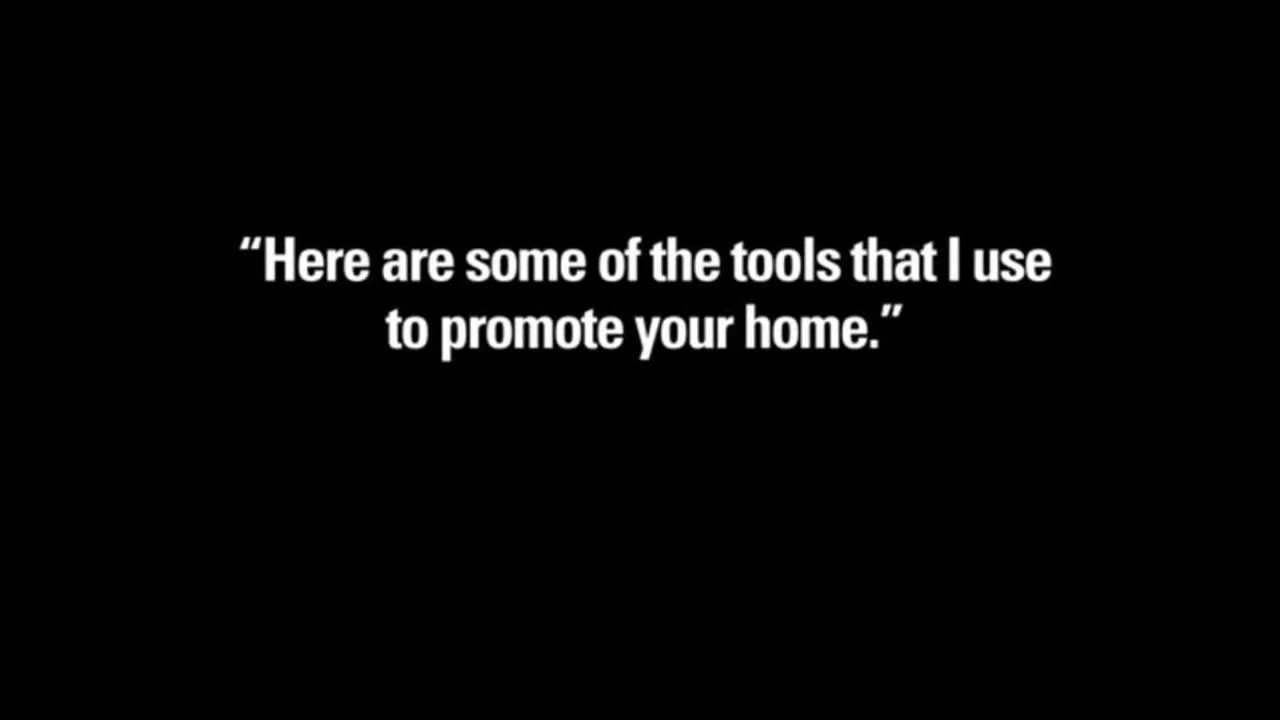 “Here are some of the tools that I use
to promote your home.”